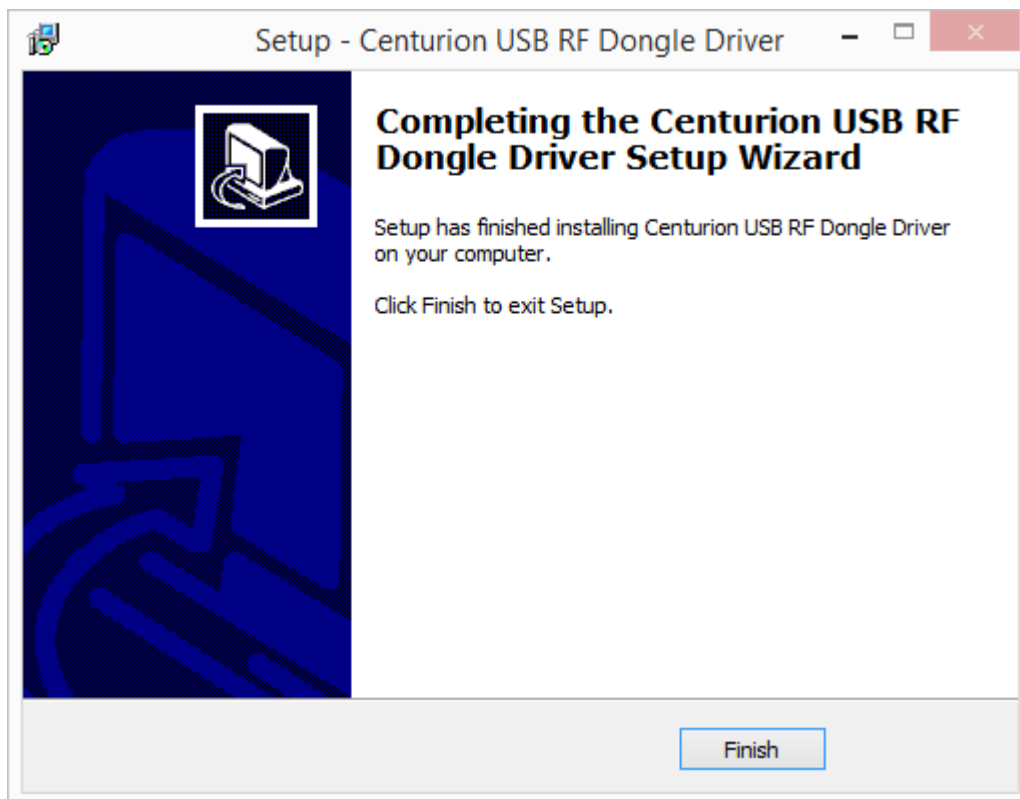 Setup - Centurion USB RF Dongle Driver
Completing the Centurion USB RF
Dongle Driver Setup Wizard
Setup has finished installing Centurion USB RF Dongle Driver
on your computer.
Click Finish to exit Setup.
Finish